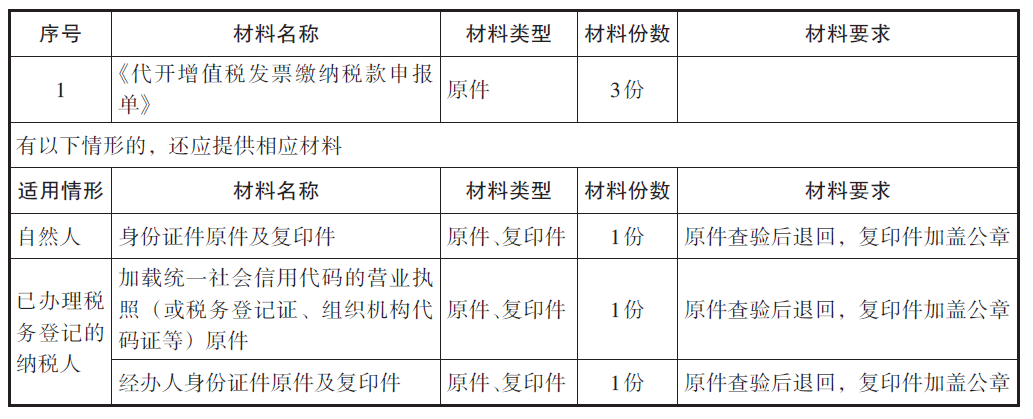 序号 材料名称 材料类型 材料份数 材料要求
1 《代开增值税发票缴纳税款申报 原件 3份
单》
有以下情形的，还应提供相应材料
适用情形 材料名称 材料类型 材料份数 材料要求
自然人 身份证件原件及复印件 原件、复印件 1份 原件查验后退回，复印件加盖公章
已办理税
务登记的
纳税人
加载统一社会信用代码的营业执
照（或税务登记证、组织机构代
码证等）原件
原件、复印件 1份 原件查验后退回，复印件加盖公章
经办人身份证件原件及复印件 原件、复印件 1份 原件查验后退回，复印件加盖公章